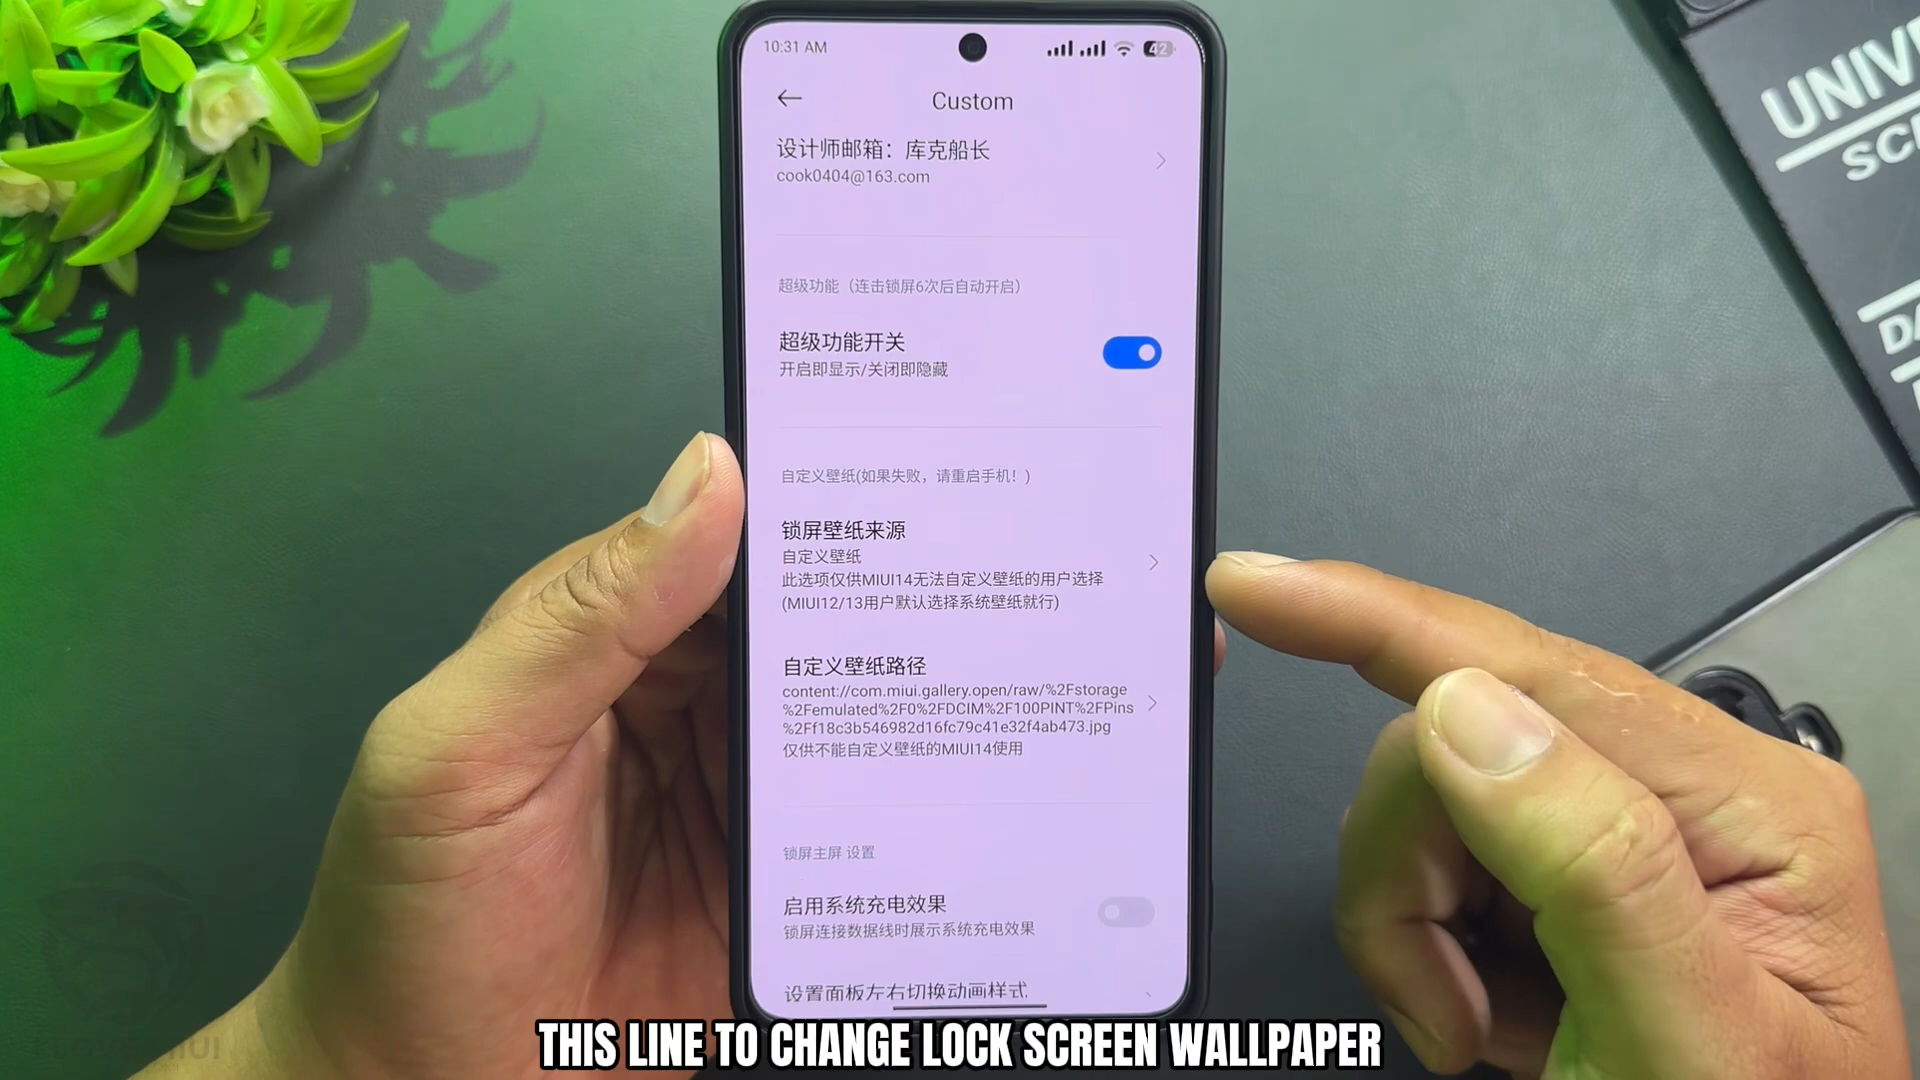 10:31 AM
42
Custom
设计师邮箱：库克船长
cook0404@163.com
超级功能（连击锁屏6次后自动开启）
超级功能开关
开启即显示/关闭即隐藏
自定义壁纸(如果失败，请重启手机！)
锁屏壁纸来源
自定义壁纸
此选项仅供MIUI14无法自定义壁纸的用户选择
(MIUI12/13用户默认选择系统壁纸就行)
自定义壁纸路径
content://com.miui.gallery.open/raw/%2Fstorage
%2Femulated%2F0%2FDCIM%2F100PINT%2FPins
%2Ff18c3b546982d16fc79c41e32f4ab473.jpg
仅供不能自定义壁纸的MIUI14使用
锁屏主屏 设置
启用系统充电效果
锁屏连接数据线时展示系统充电效果
设置面板左右切换动画样式
THIS LINE TO CHANGE LOCK SCREEN WALLPAPER